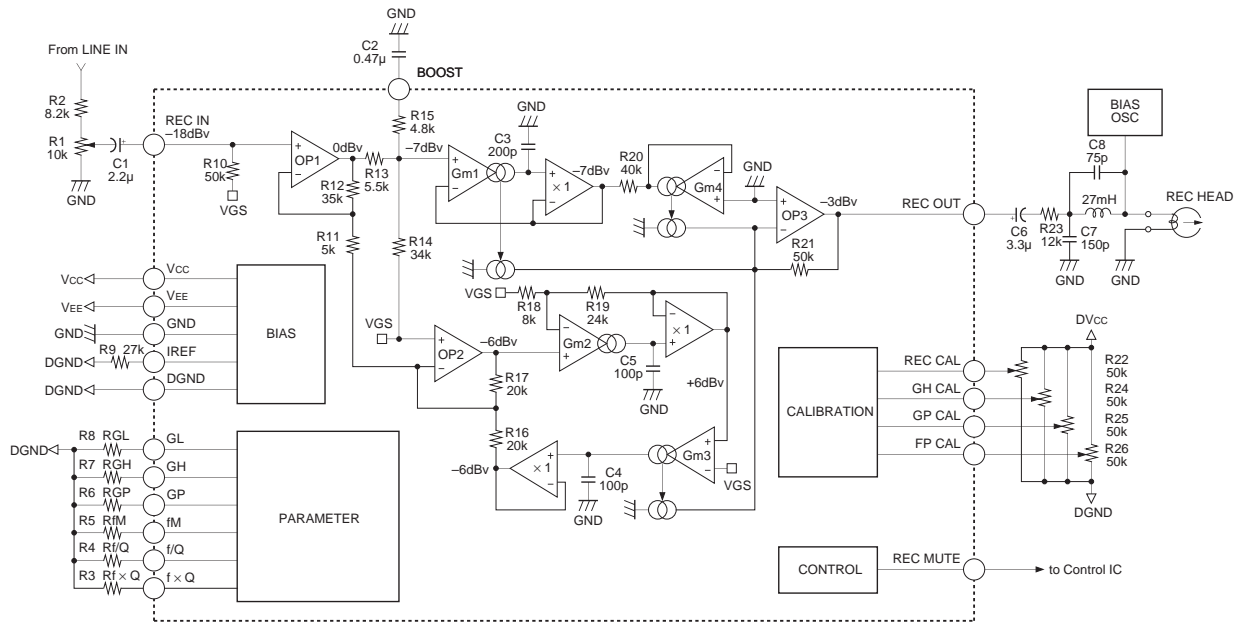 GND
C2
0.47μ
BOOST
From LINE IN
R2
8.2k
R1
10k
GND
C1
2.2μ
REC IN
−18dBv
R10
50k
VGS
+
−
OP1
0dBv
R12
35k
R13
5.5k
R11
5k
R15
4.8k
−7dBv
R14
34k
+
−
Gm1
GND
C3
200p
+
−
× 1
−7dBv
R20
40k
−
+
Gm4
GND
+
−
OP3
−3dBv
R21
50k
REC OUT
C6
3.3μ
R23
12k
BIAS
OSC
C8
75p
27mH
C7
150p
GND
GND
REC HEAD
VCC
VCC
VEE
VEE
GND
GND
R9 27k
DGND
IREF
DGND
DGND
BIAS
VGS
+
−
OP2
−6dBv
R17
20k
R16
20k
−6dBv
× 1
+
−
VGS
R18
8k
R19
24k
−
+
Gm2
C5
100p
GND
−
+
× 1
+6dBv
C4
100p
GND
+
−
Gm3
VGS
CALIBRATION
REC CAL
GH CAL
GP CAL
FP CAL
DVCC
R22
50k
R24
50k
R25
50k
R26
50k
DGND
DGND
R8 RGL GL
R7 RGH GH
R6 RGP GP
R5 RfM fM
R4 Rf/Q f/Q
R3 Rf × Q f × Q
PARAMETER
CONTROL
REC MUTE
to Control IC